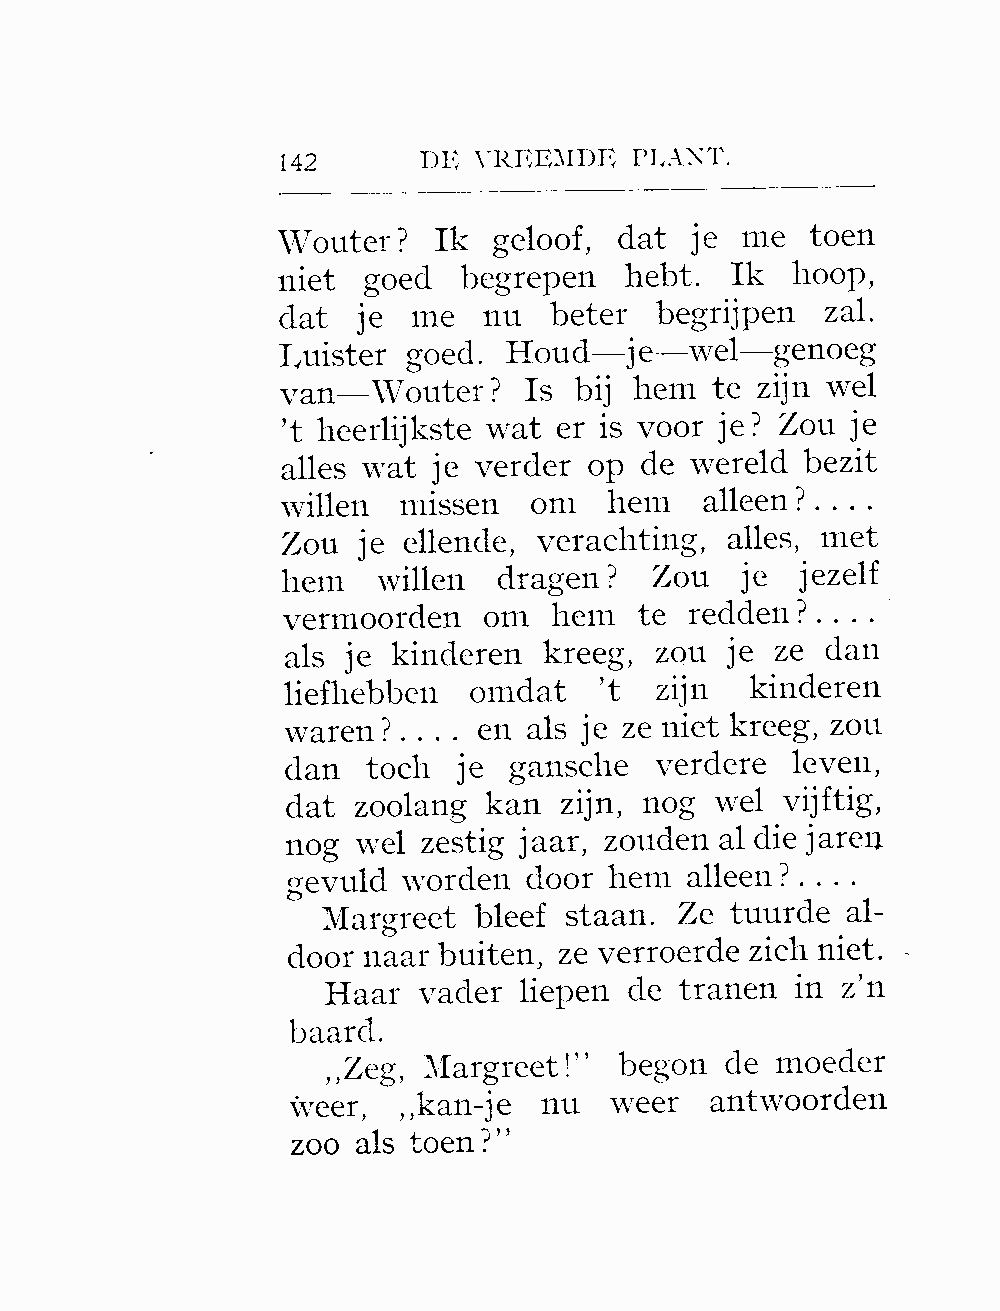 142 DE VREEMDE PLANT.
Wouter? Ik geloof, dat je me toen
niet goed begrepen hebt. Ik hoop,
dat je me nu beter begrijpen zal.
Luister goed. Houd—je—wel—genoeg
van—Wouter? Is bij hem te zijn wel
't heerlijkste wat er is voor je? Zou je
alles wat je verder op de wereld bezit
willen missen om hem alleen?....
Zou je ellende, verachting, alles, met
hem willen dragen? Zou je jezelf
vermoorden om hem te redden?....
als je kinderen kreeg, zou je ze dan
liefhebben omdat 't zijn kinderen
waren?.... en als je ze niet kreeg, zou
dan toch je gansche verdere leven,
dat zoolang kan zijn, nog wel vijftig,
nog wel zestig jaar, zouden al die jaren
gevuld worden door hem alleen?....
Margreet bleef staan. Ze tuurde al-
door naar buiten, ze verroerde zich niet.
Haar vader liepen de tranen in z'n
baard.
,,Zeg, Margreet!" begon de moeder
weer, ,,kan-je nu weer antwoorden
zoo als toen?"